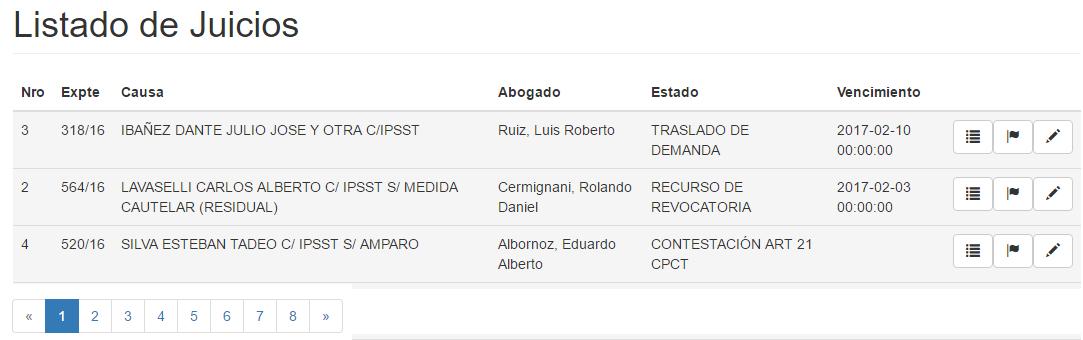 Listado de Juicios
Nro Expte Causa Abogado Estado Vencimiento
3 318/16 IBAÑEZ DANTE JULIO JOSE Y OTRA C/IPSST Ruiz, Luis Roberto TRASLADO DE 2017-02-10
DEMANDA 00:00:00
2 564/16 LAVASELLI CARLOS ALBERTO C/ IPSST S/ MEDIDA Cermignani, Rolando RECURSO DE 2017-02-03
CAUTELAR (RESIDUAL) Daniel REVOCATORIA 00:00:00
4 520/16 SILVA ESTEBAN TADEO C/ IPSST S/ AMPARO Albornoz, Eduardo CONTESTACIÓN ART 21
Alberto CPCT
« 1 2 3 4 5 6 7 8 »